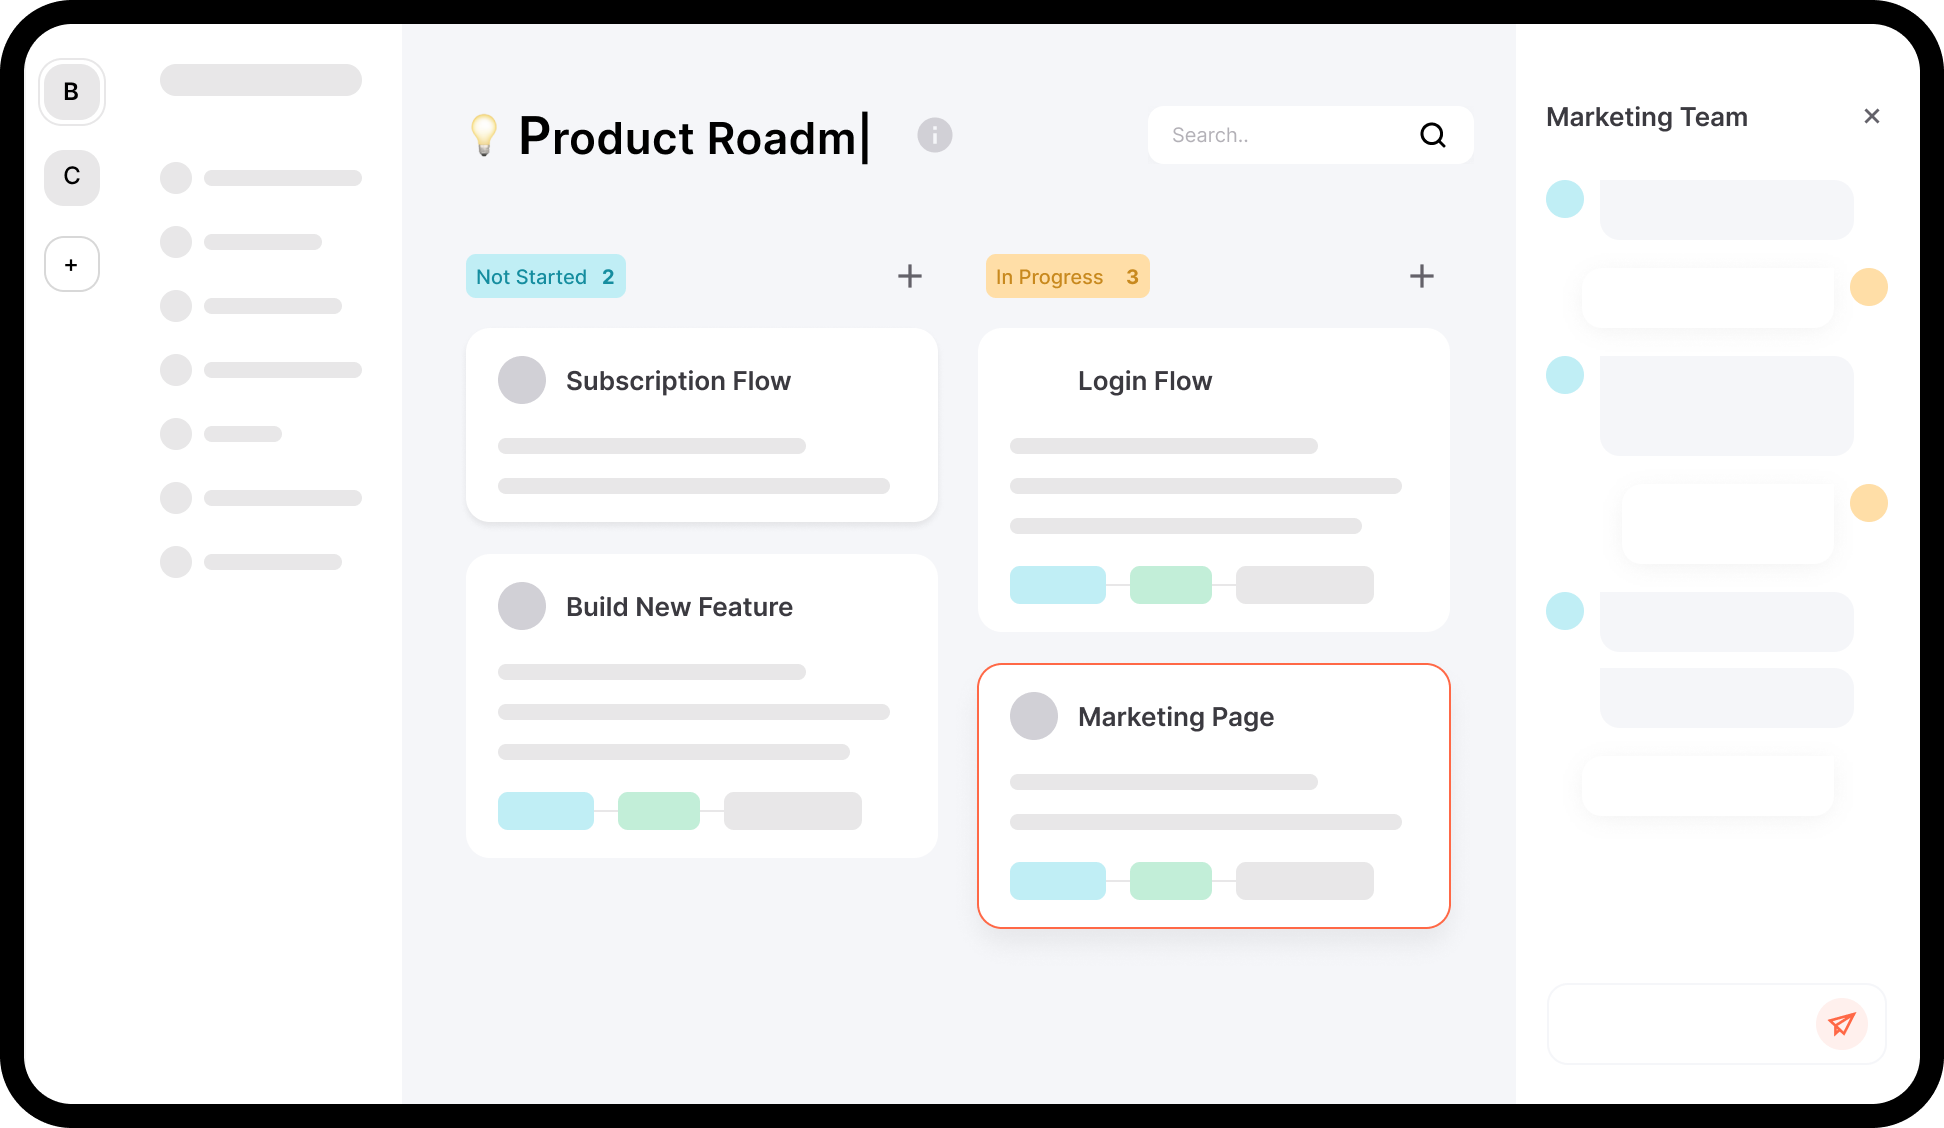 B
C
+
💡 Product Roadm
Search..
Not Started 2
In Progress 3
Subscription Flow
Build New Feature
Login Flow
Marketing Page
Marketing Team